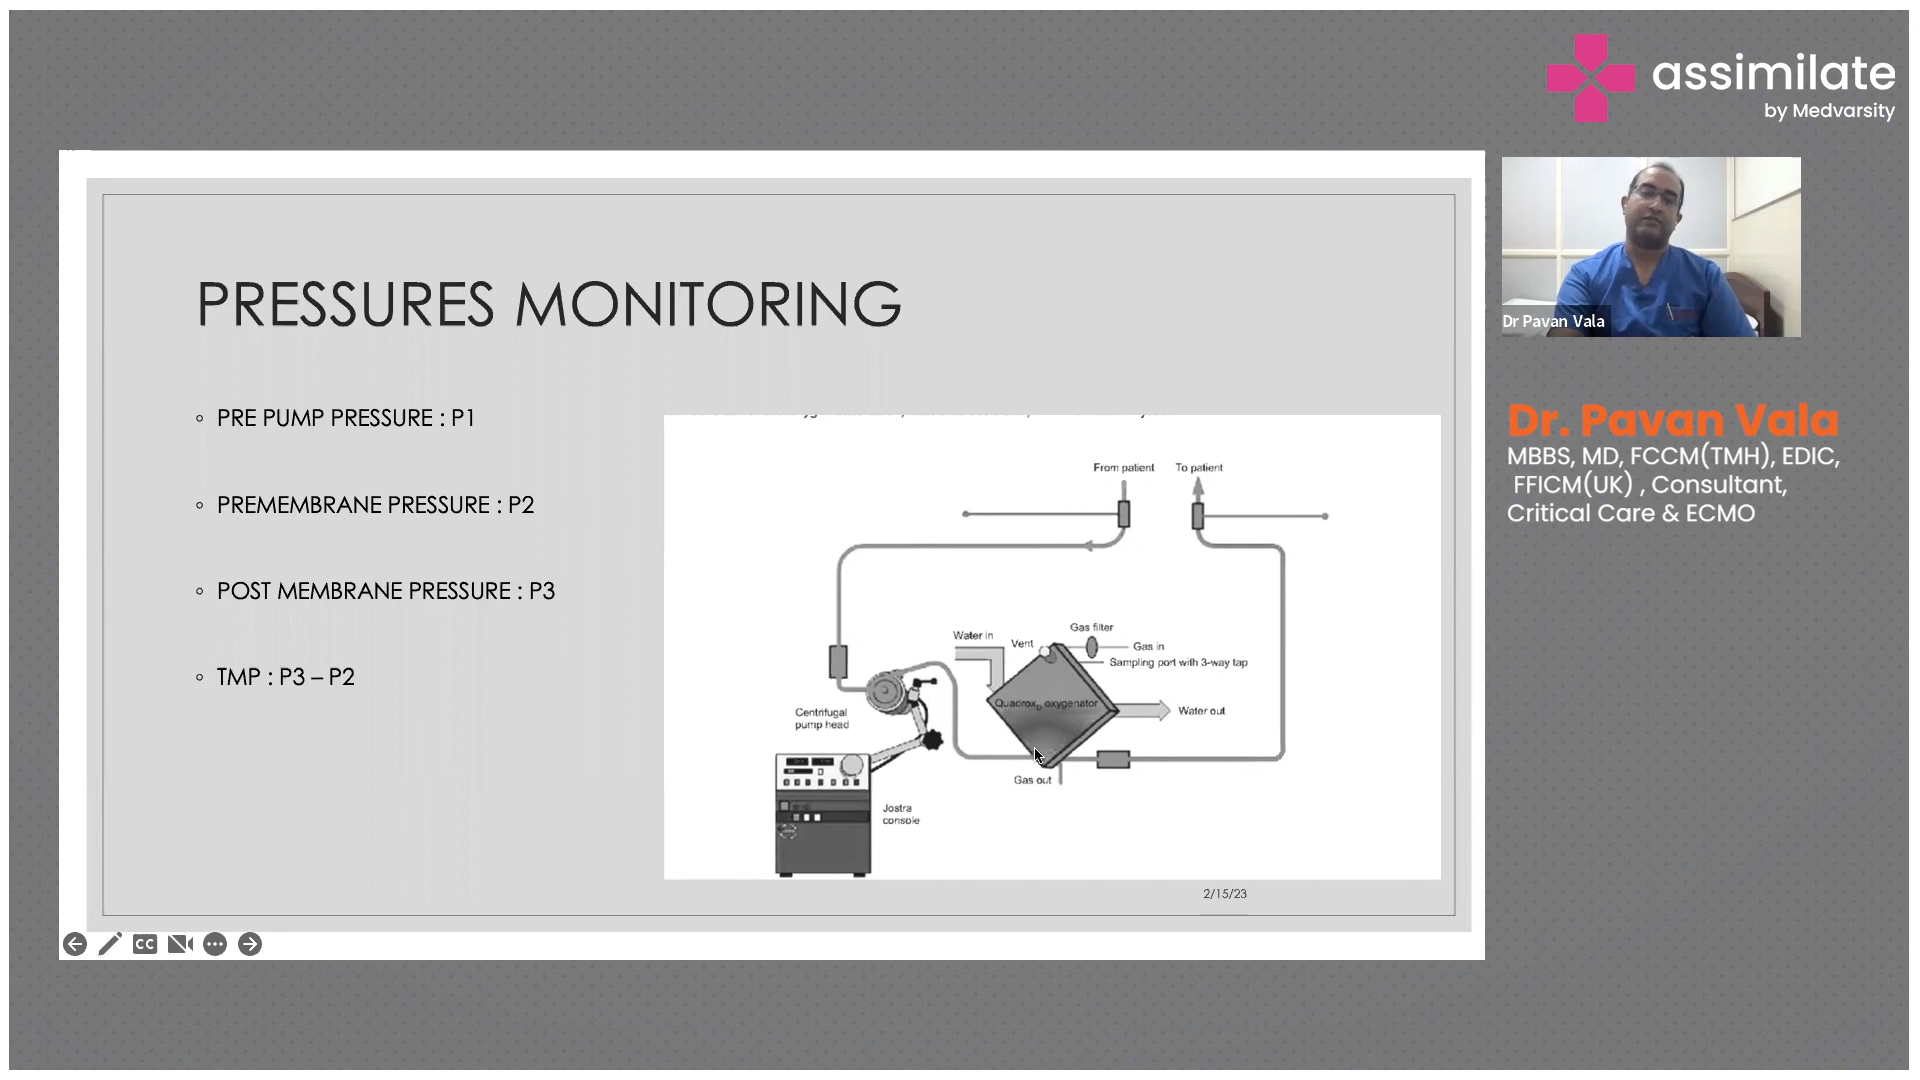 assimilate
by Medvarsity
PRESSURES MONITORING
◦ PRE PUMP PRESSURE : P1
◦ PREMEMBRANE PRESSURE : P2
◦ POST MEMBRANE PRESSURE : P3
◦ TMP : P3 – P2
From patient
To patient
Water in
Vent
Gas filter
Gas in
Sampling port with 3-way tap
QuadroxD oxygenator
Water out
Centrifugal
pump head
Gas out
Jostra
console
2/15/23
CC
Dr Pavan Vala
Dr. Pavan Vala
MBBS, MD, FCCM(TMH), EDIC,
FFICM(UK) , Consultant,
Critical Care & ECMO